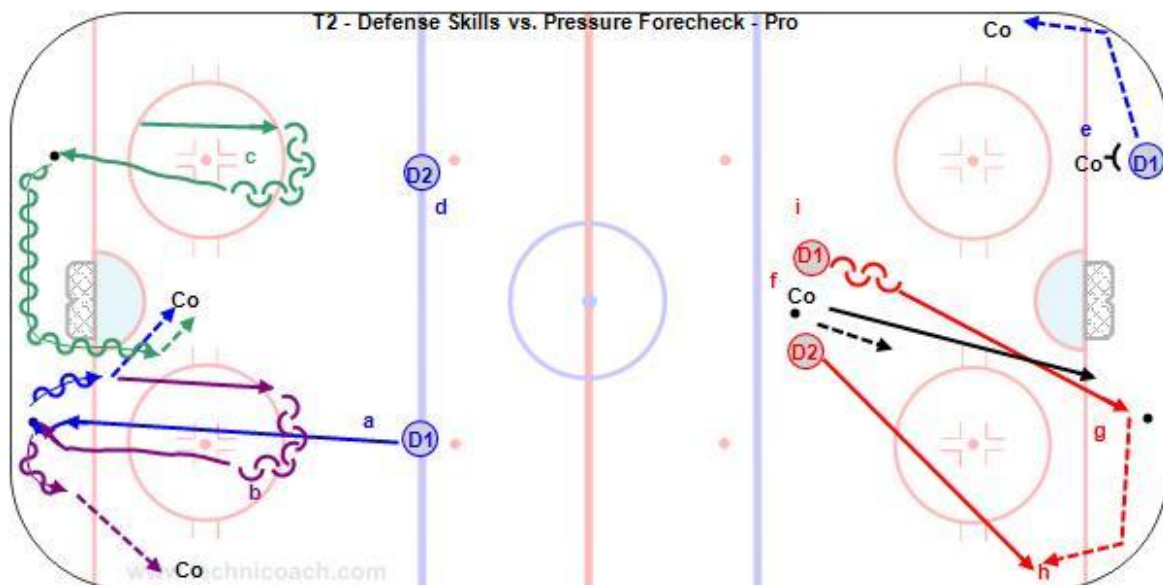 T2 - Defense Skills vs. Pressure Forecheck - Pro
Co
e
c
Co
D1
D2
d
i
D1
f
Co
Co
D2
a
D1
g
b
Co
h
www.technicoach.com